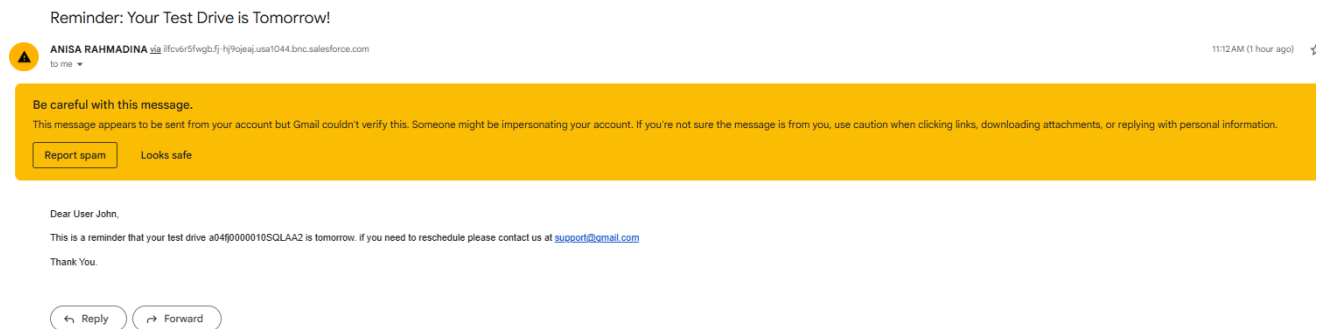 Reminder: Your Test Drive is Tomorrow!
ANISA RAHMADINA via ilfcv6r5fwgb.fj-hj9ojeaj.usa1044.bnc.salesforce.com
11:12 AM (1 hour ago)
to me
Be careful with this message.
This message appears to be sent from your account but Gmail couldn't verify this. Someone might be impersonating your account. If you're not sure the message is from you, use caution when clicking links, downloading attachments, or replying with personal information.
Report spam
Looks safe
Dear User John,
This is a reminder that your test drive a04fj0000010SQLAA2 is tomorrow. if you need to reschedule please contact us at support@gmail.com
Thank You.
Reply
Forward